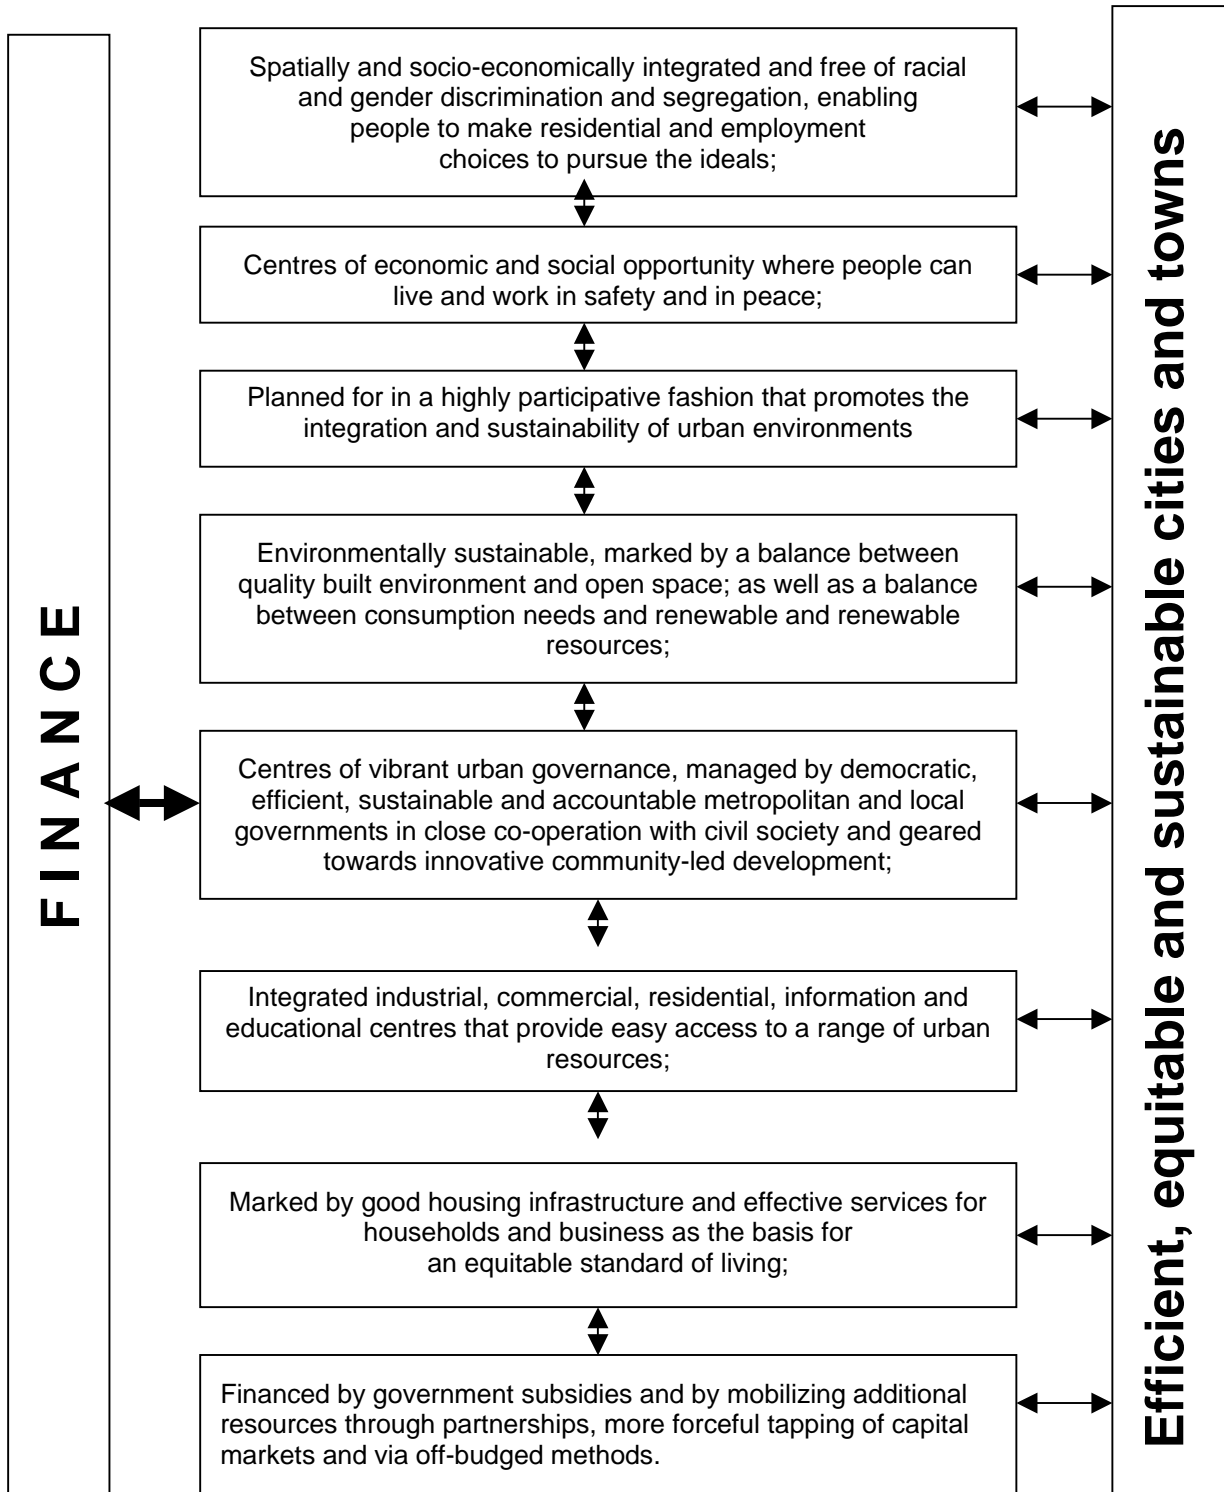 FINANCE
Spatially and socio-economically integrated and free of racial
and gender discrimination and segregation, enabling
people to make residential and employment
choices to pursue the ideals;
Centres of economic and social opportunity where people can
live and work in safety and in peace;
Planned for in a highly participative fashion that promotes the
integration and sustainability of urban environments
Environmentally sustainable, marked by a balance between
quality built environment and open space; as well as a balance
between consumption needs and renewable and renewable
resources;
Centres of vibrant urban governance, managed by democratic,
efficient, sustainable and accountable metropolitan and local
governments in close co-operation with civil society and geared
towards innovative community-led development;
Integrated industrial, commercial, residential, information and
educational centres that provide easy access to a range of urban
resources;
Marked by good housing infrastructure and effective services for
households and business as the basis for
an equitable standard of living;
Financed by government subsidies and by mobilizing additional
resources through partnerships, more forceful tapping of capital
markets and via off-budged methods.
Efficient, equitable and sustainable cities and towns